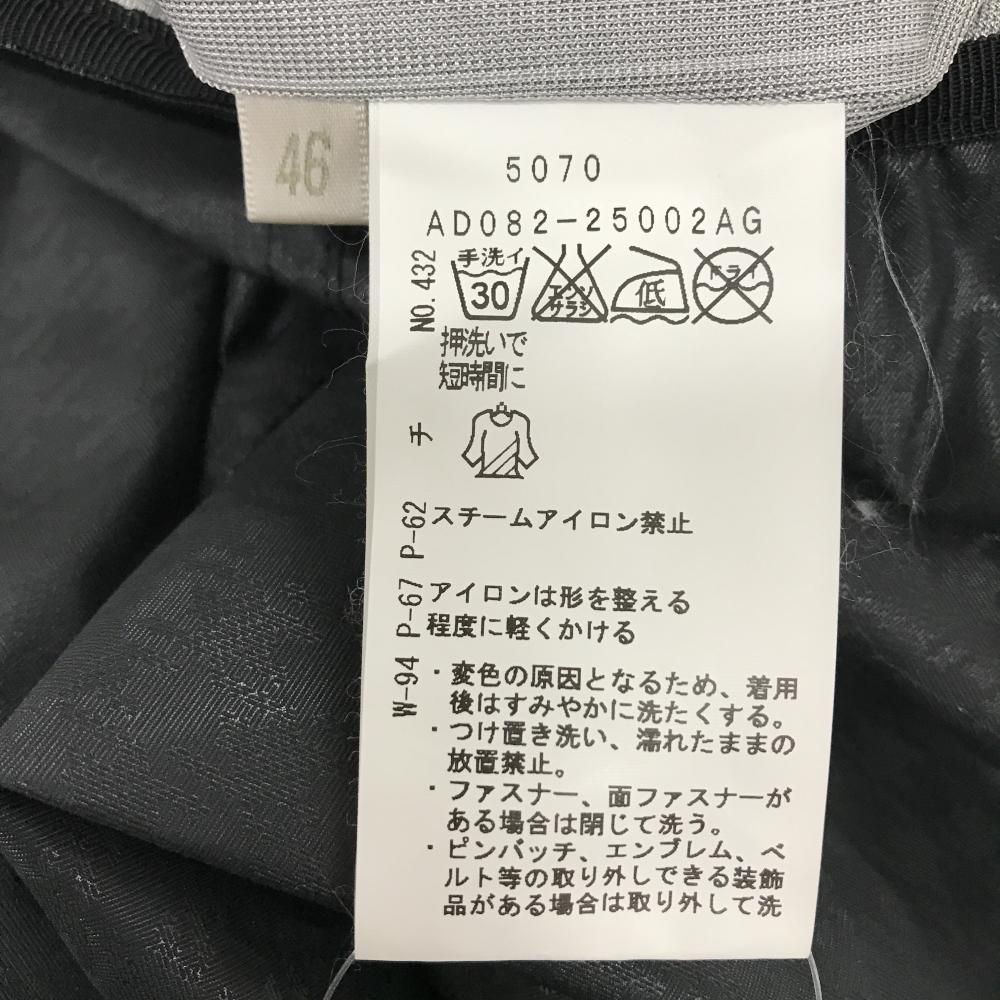 46
5070
AD082-25002AG
NO.432
手洗イ
30
エンソ
サラシ
低
ドライ
押洗いで
短時間に
チ
P-62
スチームアイロン禁止
P-67
アイロンは形を整える
程度に軽くかける
W-94
・変色の原因となるため、着用
後はすみやかに洗たくする。
・つけ置き洗い、濡れたままの
放置禁止。
・ファスナー、面ファスナーが
ある場合は閉じて洗う。
・ピンバッチ、エンブレム、ベ
ルト等の取り外しできる装飾
品がある場合は取り外して洗